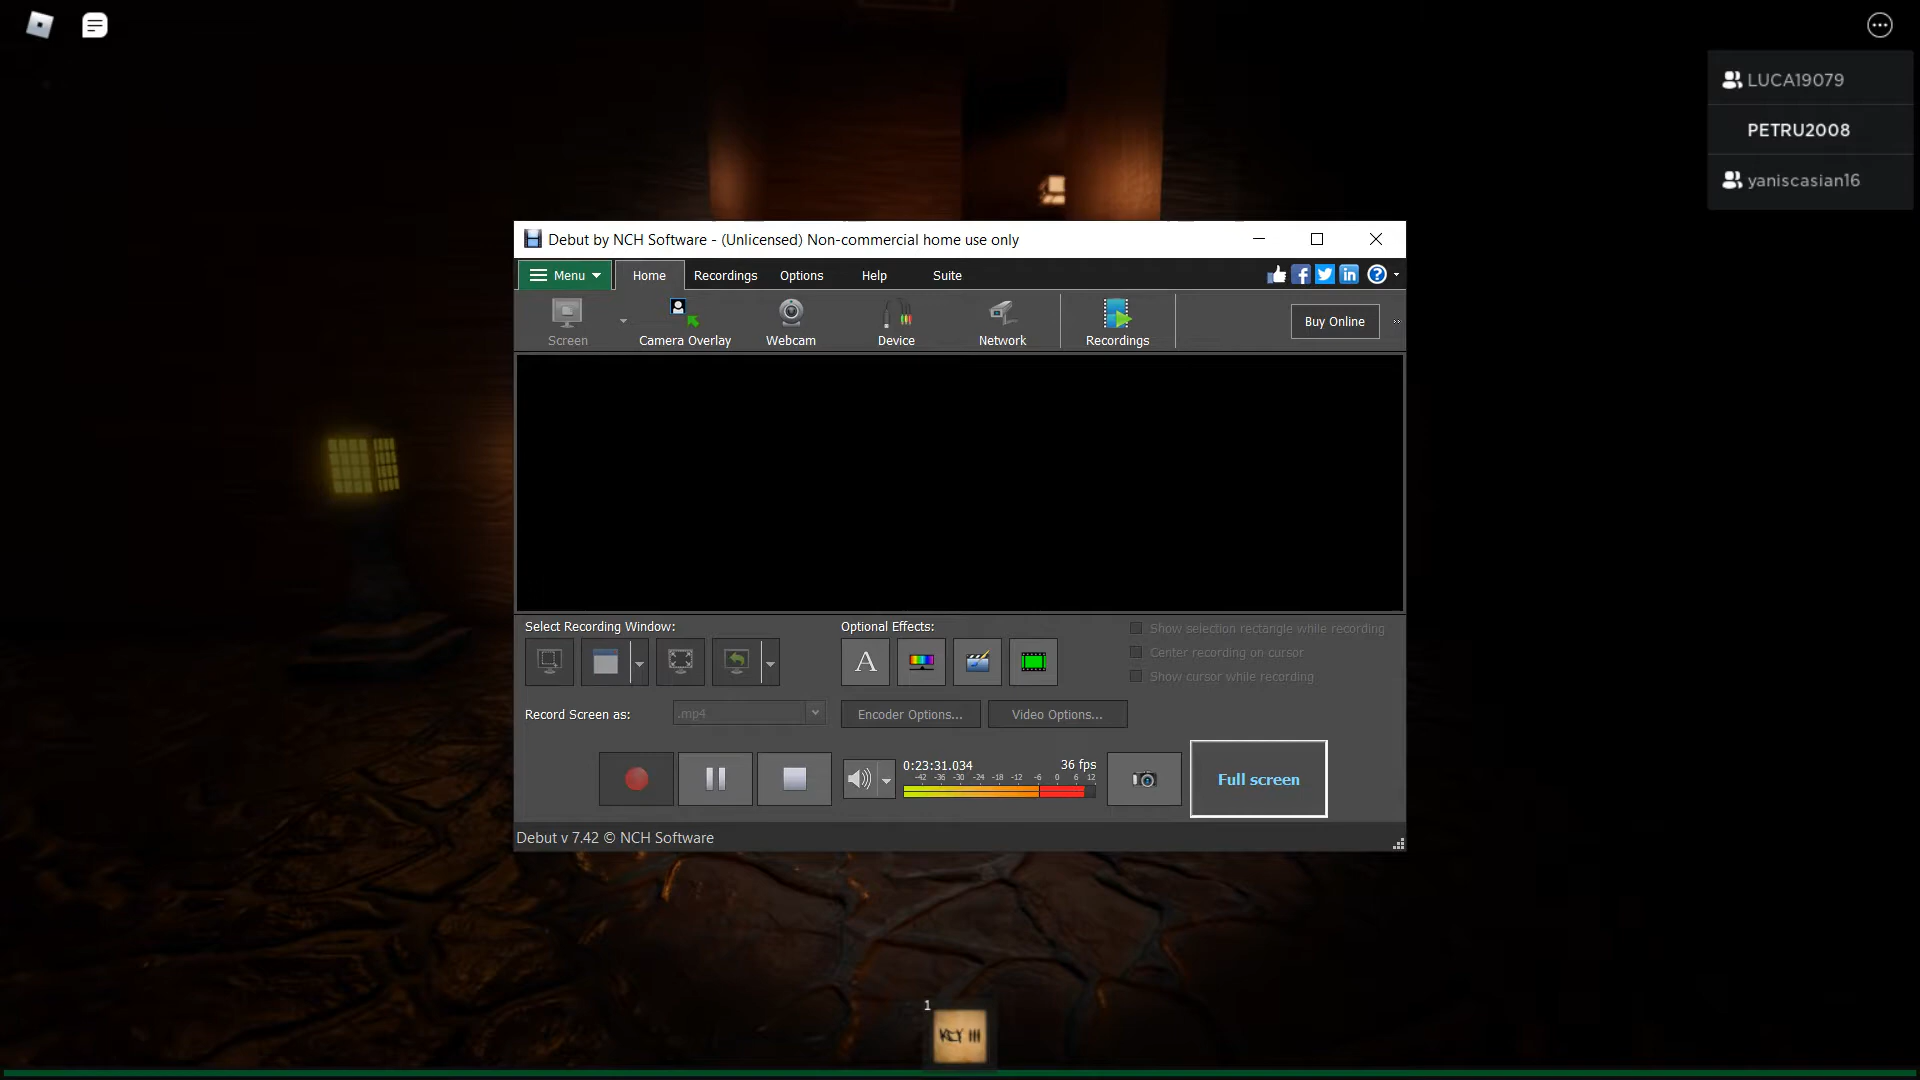 LUCA19079
PETRU2008
yaniscasian16
Debut by NCH Software - (Unlicensed) Non-commercial home use only
Menu Home Recordings Options Help Suite
Screen Camera Overlay Webcam Device Network Recordings Buy Online
Select Recording Window: Optional Effects:
Show selection rectangle while recording
Center recording on cursor
Show cursor while recording
A
Record Screen as: .mp4 Encoder Options... Video Options...
0:23:31.034 36 fps
-42 -36 -30 -24 -18 -12 -6 0 6 12
Full screen
Debut v 7.42 © NCH Software
1
KEY III